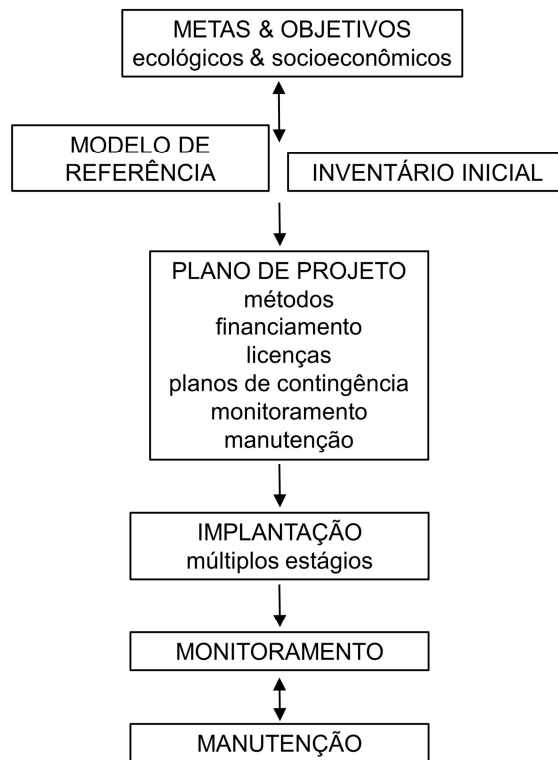 METAS & OBJETIVOS
ecológicos & socioeconômicos
MODELO DE
REFERÊNCIA
INVENTÁRIO INICIAL
PLANO DE PROJETO
métodos
financiamento
licenças
planos de contingência
monitoramento
manutenção
IMPLANTAÇÃO
múltiplos estágios
MONITORAMENTO
MANUTENÇÃO